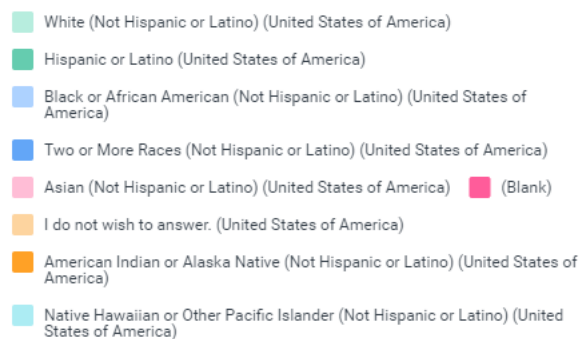 White (Not Hispanic or Latino) (United States of America)
Hispanic or Latino (United States of America)
Black or African American (Not Hispanic or Latino) (United States of
America)
Two or More Races (Not Hispanic or Latino) (United States of America)
Asian (Not Hispanic or Latino) (United States of America) (Blank)
I do not wish to answer. (United States of America)
American Indian or Alaska Native (Not Hispanic or Latino) (United States of
America)
Native Hawaiian or Other Pacific Islander (Not Hispanic or Latino) (United
States of America)